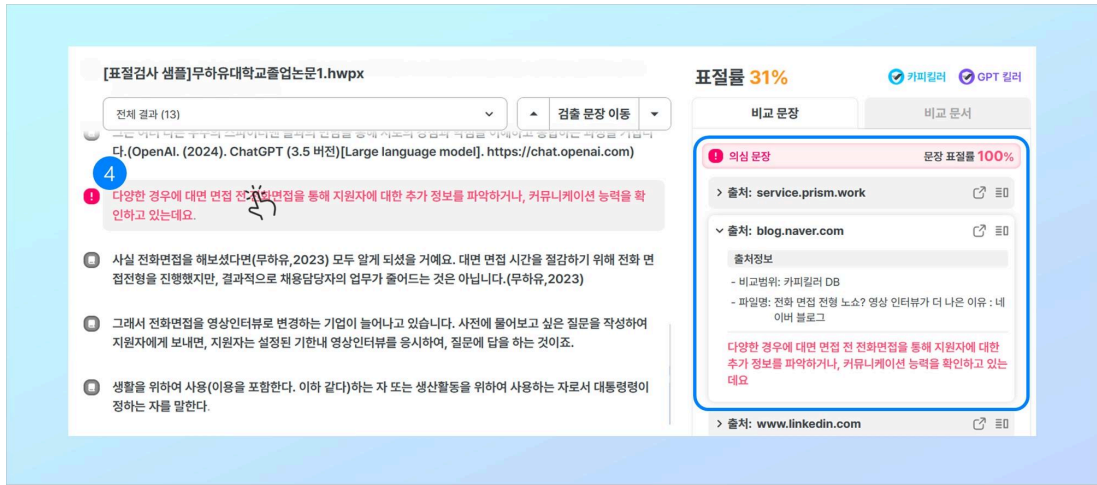 [표절검사 샘플]무하유대학교졸업논문1.hwpx
전체 결과 (13)
검출 문장 이동
다.(OpenAI. (2024). ChatGPT (3.5 버전)[Large language model]. https://chat.openai.com)
4
다양한 경우에 대면 면접 전 전화면접을 통해 지원자에 대한 추가 정보를 파악하거나, 커뮤니케이션 능력을 확
인하고 있는데요.
사실 전화면접을 해보셨다면(무하유,2023) 모두 알게 되셨을 거예요. 대면 면접 시간을 절감하기 위해 전화 면
접전형을 진행했지만, 결과적으로 채용담당자의 업무가 줄어드는 것은 아닙니다.(무하유,2023)
그래서 전화면접을 영상인터뷰로 변경하는 기업이 늘어나고 있습니다. 사전에 물어보고 싶은 질문을 작성하여
지원자에게 보내면, 지원자는 설정된 기한내 영상인터뷰를 응시하여, 질문에 답을 하는 것이죠.
생활을 위하여 사용(이용을 포함한다. 이하 같다)하는 자 또는 생산활동을 위하여 사용하는 자로서 대통령령이
정하는 자를 말한다.
표절률 31%
카피킬러 GPT 킬러
비교 문장
비교 문서
의심 문장
문장 표절률 100%
출처: service.prism.work
출처: blog.naver.com
출처정보
- 비교범위: 카피킬러 DB
- 파일명: 전화 면접 전형 노쇼? 영상 인터뷰가 더 나은 이유 : 네
이버 블로그
다양한 경우에 대면 면접 전 전화면접을 통해 지원자에 대한
추가 정보를 파악하거나, 커뮤니케이션 능력을 확인하고 있는
데요
출처: www.linkedin.com